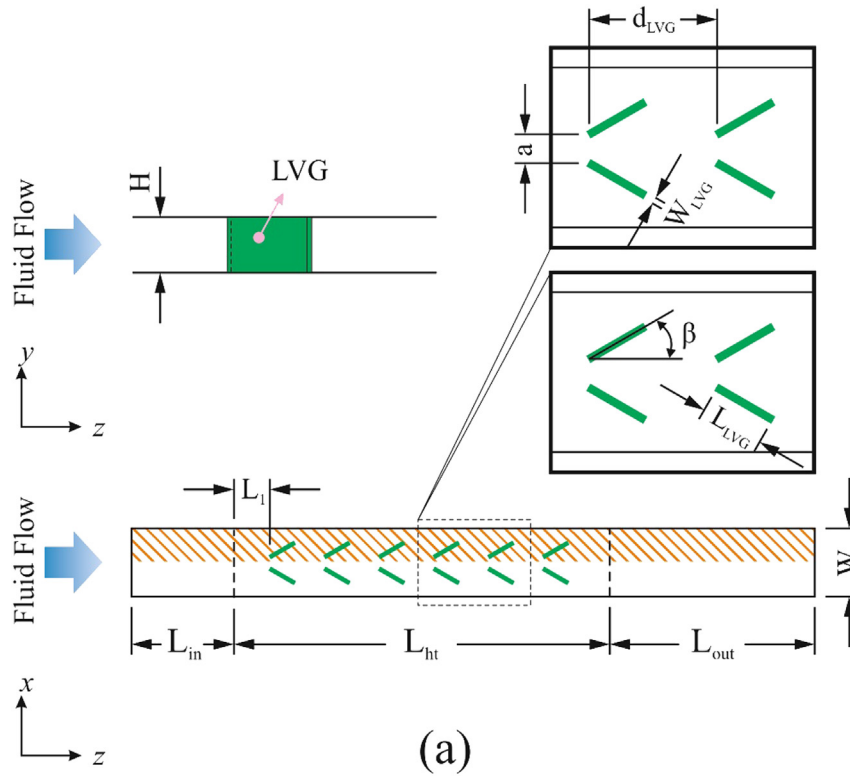 d_LVG
a
W_LVG
H
LVG
Fluid Flow
y
z
β
L_LVG
L_1
Fluid Flow
W
L_in
L_ht
L_out
x
z
(a)